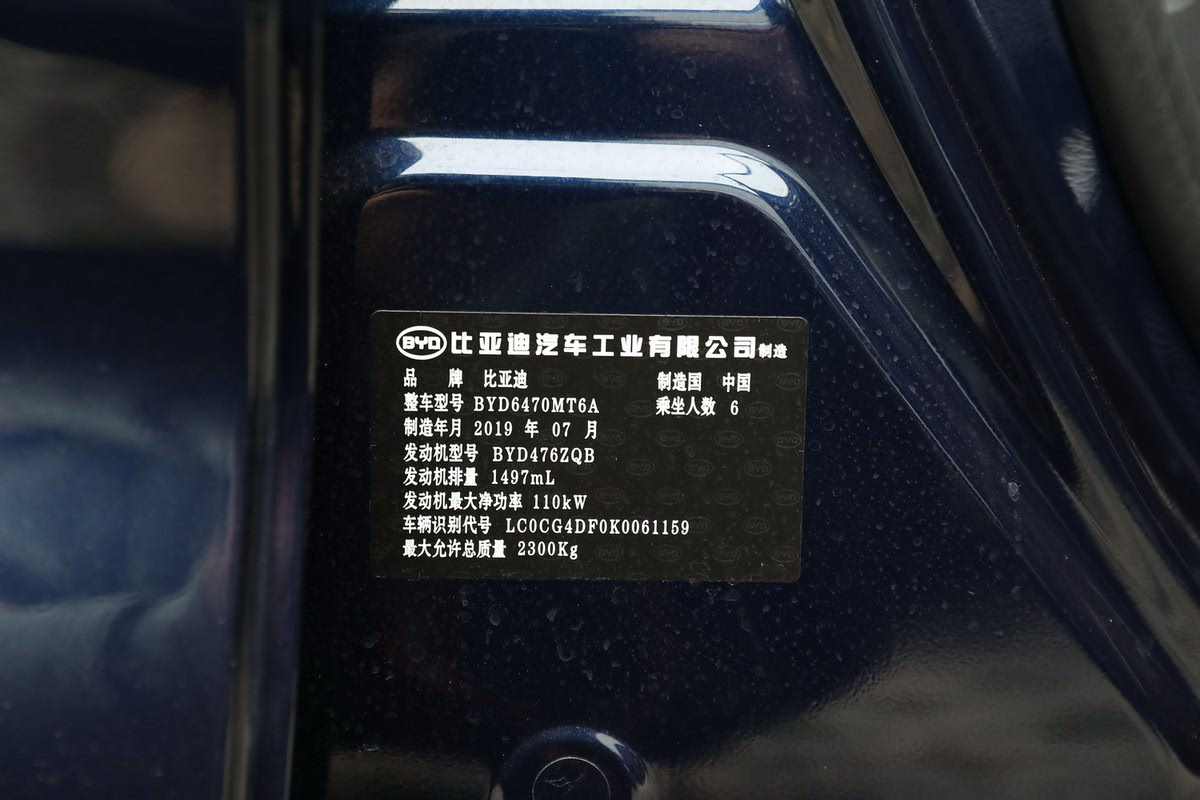 BYD 比亚迪汽车工业有限公司制造
品 牌 比亚迪 制造国 中国
整车型号 BYD6470MT6A 乘坐人数 6
制造年月 2019 年 07 月
发动机型号 BYD476ZQB
发动机排量 1497mL
发动机最大净功率 110kW
车辆识别代号 LC0CG4DF0K0061159
最大允许总质量 2300Kg